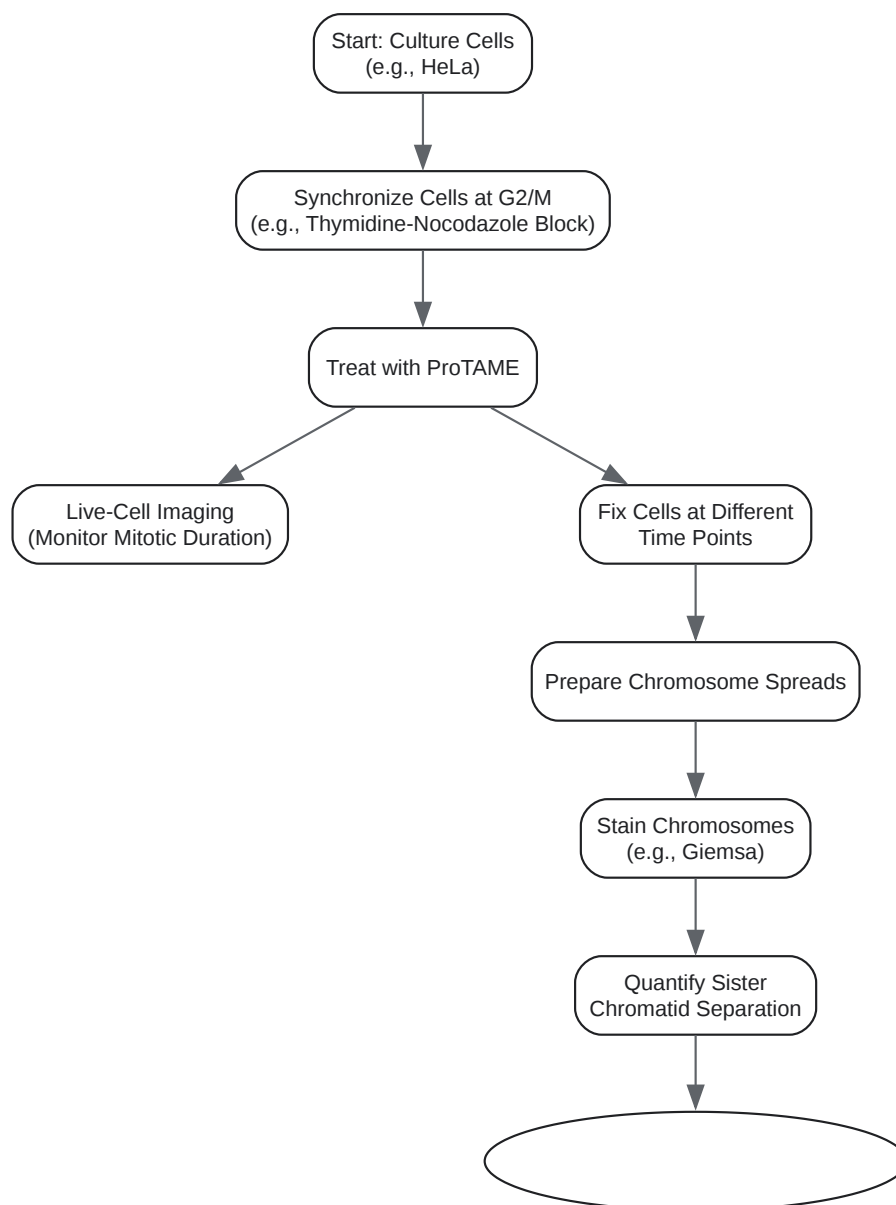 Start: Culture Cells
(e.g., HeLa)
Synchronize Cells at G2/M
(e.g., Thymidine-Nocodazole Block)
Treat with ProTAME
Live-Cell Imaging
(Monitor Mitotic Duration)
Fix Cells at Different
Time Points
Prepare Chromosome Spreads
Stain Chromosomes
(e.g., Giemsa)
Quantify Sister
Chromatid Separation